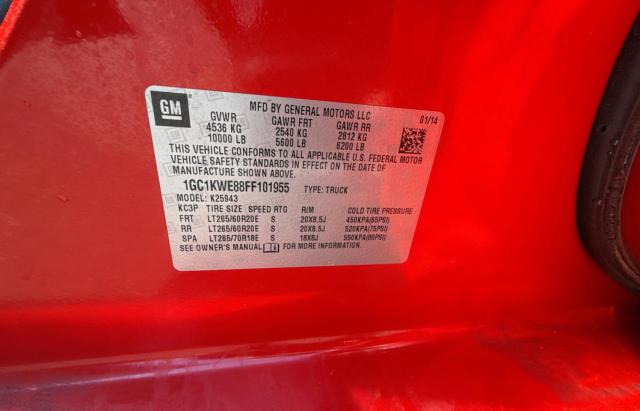 GM
MFD BY GENERAL MOTORS LLC
01/14
GVWR GAWR FRT GAWR RR
4536 KG 2540 KG 2812 KG
10000 LB 5600 LB 6200 LB
THIS VEHICLE CONFORMS TO ALL APPLICABLE U.S. FEDERAL MOTOR
VEHICLE SAFETY STANDARDS IN EFFECT ON THE DATE OF
MANUFACTURE SHOWN ABOVE.
1GC1KWE88FF101955 TYPE: TRUCK
MODEL: K25943
KC3P TIRE SIZE SPEED RTG RIM COLD TIRE PRESSURE
FRT LT265/60R20E S 20X8.5J 450KPA(65PSI)
RR LT265/60R20E S 20X8.5J 520KPA(75PSI)
SPA LT265/70R18E S 18X8J 550KPA(80PSI)
SEE OWNER'S MANUAL FOR MORE INFORMATION.